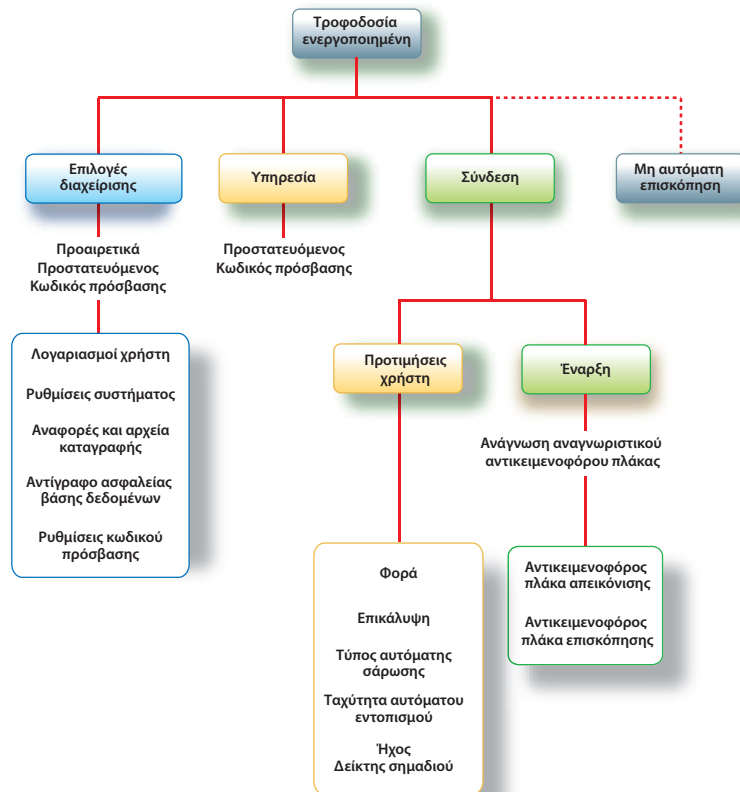 Τροφοδοσία
ενεργοποιημένη
Επιλογές
διαχείρισης
Υπηρεσία
Σύνδεση
Μη αυτόματη
επισκόπηση
Προαιρετικά
Προστατευόμενος
Κωδικός πρόσβασης
Προστατευόμενος
Κωδικός πρόσβασης
Λογαριασμοί χρήστη
Ρυθμίσεις συστήματος
Αναφορές και αρχεία
καταγραφής
Αντίγραφο ασφαλείας
βάσης δεδομένων
Ρυθμίσεις κωδικού
πρόσβασης
Προτιμήσεις
χρήστη
Έναρξη
Ανάγνωση αναγνωριστικού
αντικειμενοφόρου πλάκας
Φορά
Επικάλυψη
Τύπος αυτόματης
σάρωσης
Ταχύτητα αυτόματου
εντοπισμού
Ήχος
Δείκτης σημαδιού
Αντικειμενοφόρος
πλάκα απεικόνισης
Αντικειμενοφόρος
πλάκα επισκόπησης